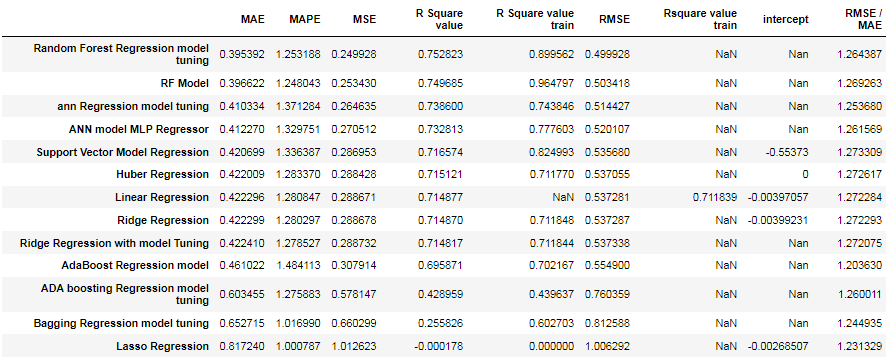 MAE MAPE MSE R Square value R Square value train RMSE Rsquare value train intercept RMSE / MAE
Random Forest Regression model tuning 0.395392 1.253188 0.249928 0.752823 0.899562 0.499928 NaN Nan 1.264387
RF Model 0.396622 1.248043 0.253430 0.749685 0.964797 0.503418 NaN Nan 1.269263
ann Regression model tuning 0.410334 1.371284 0.264635 0.738600 0.743846 0.514427 NaN Nan 1.253680
ANN model MLP Regressor 0.412270 1.329751 0.270512 0.732813 0.777603 0.520107 NaN Nan 1.261569
Support Vector Model Regression 0.420699 1.336387 0.286953 0.716574 0.824993 0.535680 NaN -0.55373 1.273309
Huber Regression 0.422009 1.283370 0.288428 0.715121 0.711770 0.537055 NaN 0 1.272617
Linear Regression 0.422296 1.280847 0.288671 0.714877 NaN 0.537281 0.711839 -0.00397057 1.272284
Ridge Regression 0.422299 1.280297 0.288678 0.714870 0.711848 0.537287 NaN -0.00399231 1.272293
Ridge Regression with model Tuning 0.422410 1.278527 0.288732 0.714817 0.711844 0.537338 NaN Nan 1.272075
AdaBoost Regression model 0.461022 1.484113 0.307914 0.695871 0.702167 0.554900 NaN Nan 1.203630
ADA boosting Regression model tuning 0.603455 1.275883 0.578147 0.428959 0.439637 0.760359 NaN Nan 1.260011
Bagging Regression model tuning 0.652715 1.016990 0.660299 0.255826 0.602703 0.812588 NaN Nan 1.244935
Lasso Regression 0.817240 1.000787 1.012623 -0.000178 0.000000 1.006292 NaN -0.00268507 1.231329